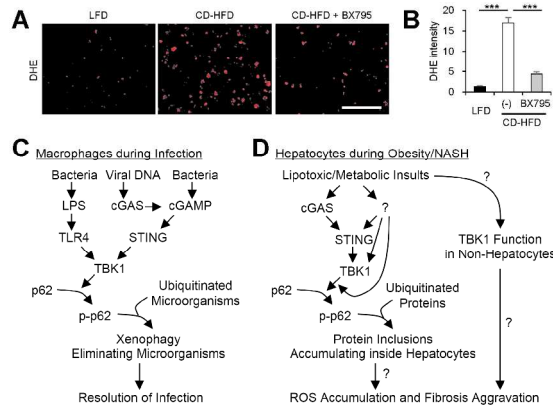 A
LFD
CD-HFD
CD-HFD + BX795
DHE
B
***
***
DHE intensity
20
15
10
5
0
LFD
(-)
BX795
CD-HFD
C
Macrophages during Infection
Bacteria
Viral DNA
Bacteria
LPS
cGAS
cGAMP
TLR4
STING
TBK1
p62
Ubiquitinated
Microorganisms
p-p62
Xenophagy
Eliminating Microorganisms
Resolution of Infection
D
Hepatocytes during Obesity/NASH
Lipotoxic/Metabolic Insults
?
cGAS
?
STING
TBK1 Function
in Non-Hepatocytes
TBK1
p62
Ubiquitinated
Proteins
p-p62
Protein Inclusions
Accumulating inside Hepatocytes
?
?
ROS Accumulation and Fibrosis Aggravation